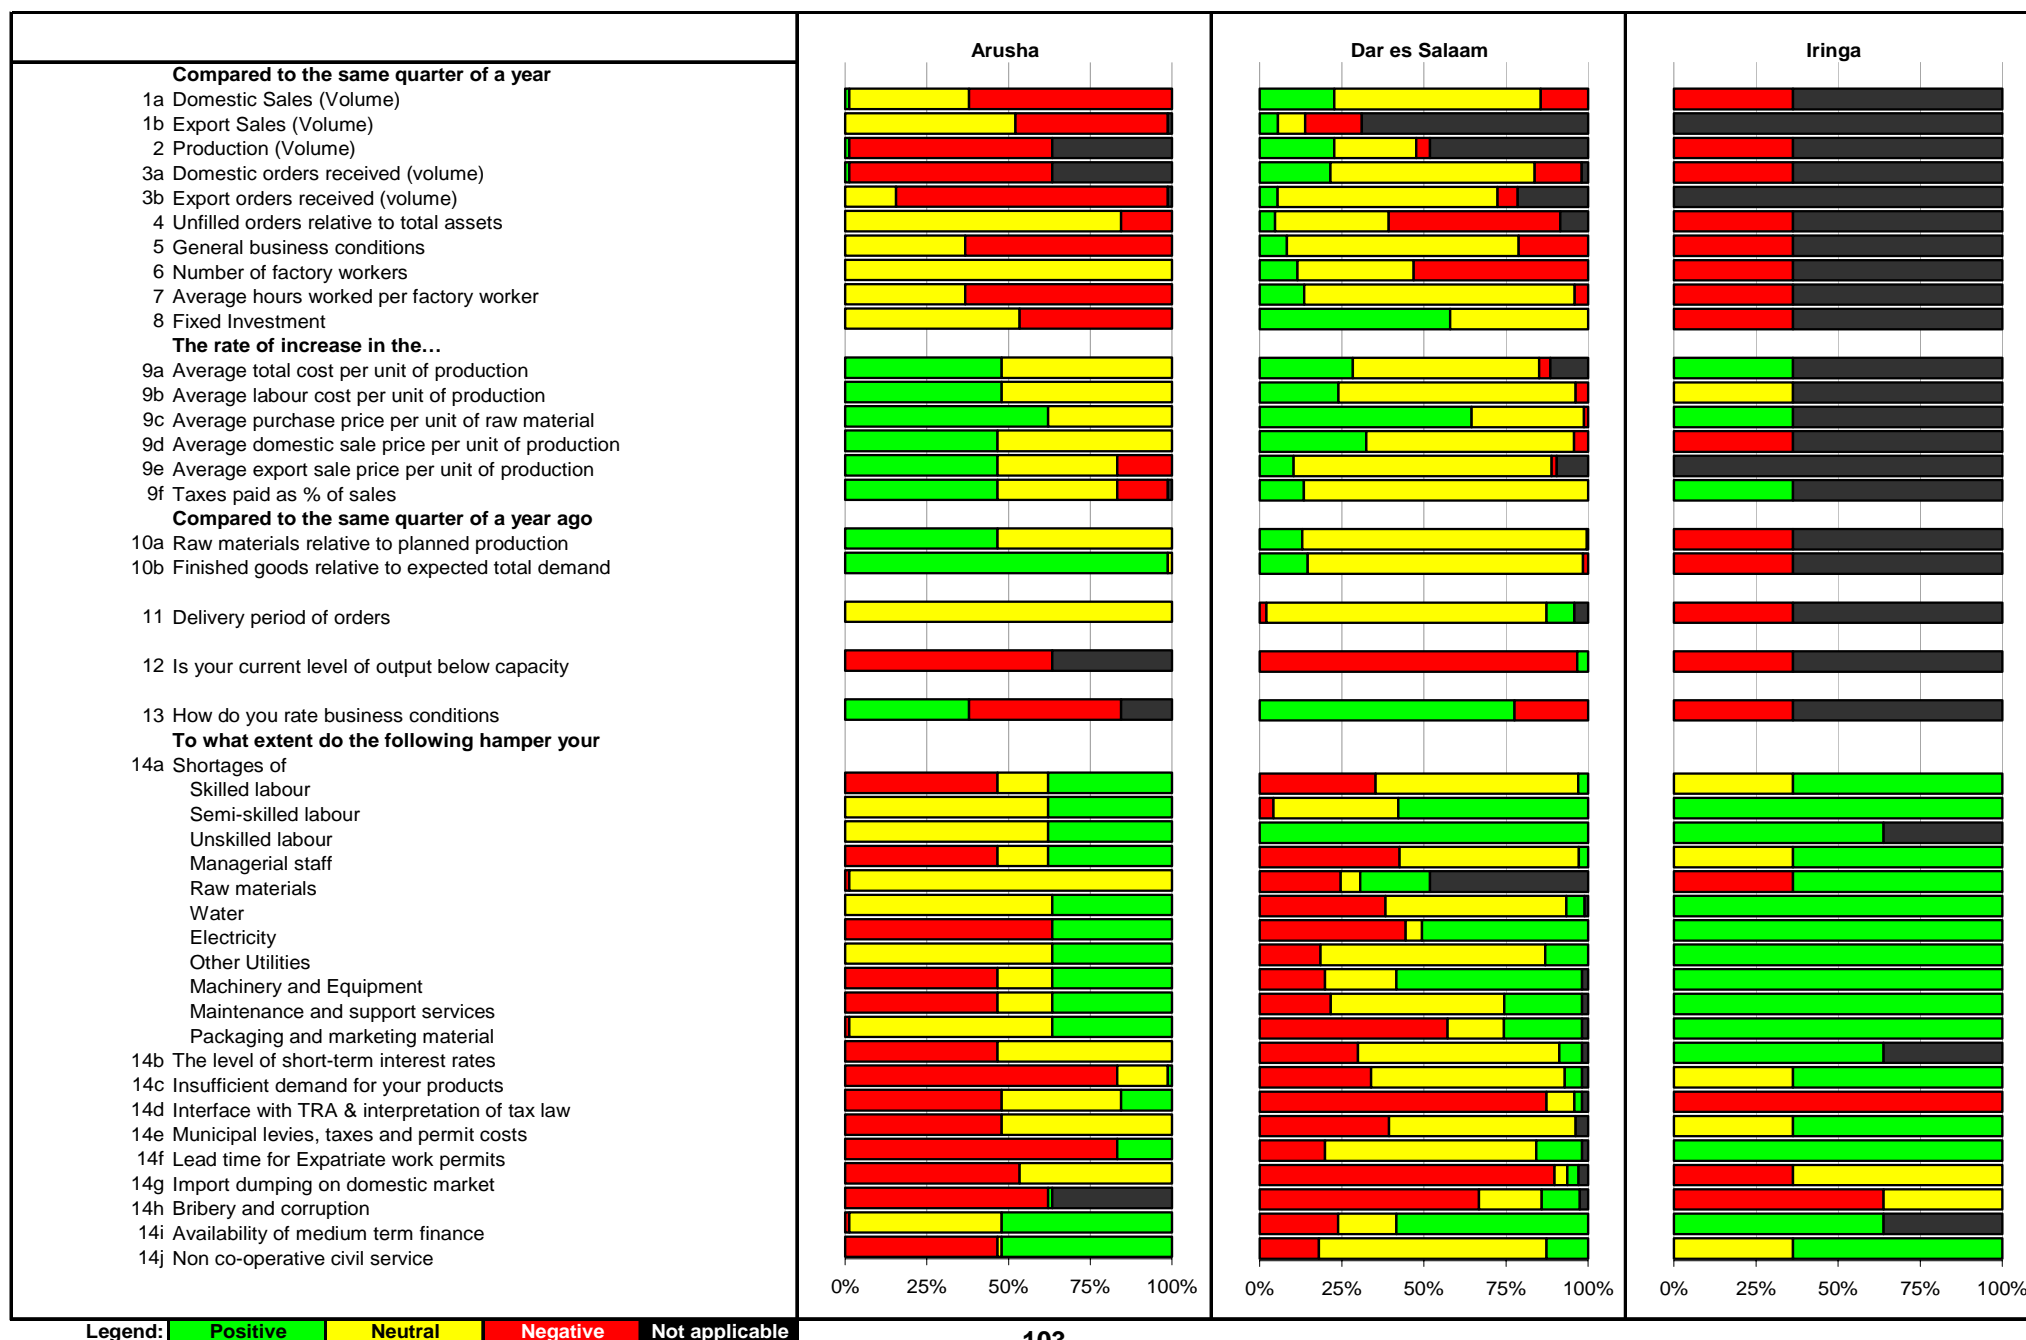 Arusha
Dar es Salaam
Iringa
Compared to the same quarter of a year
1a Domestic Sales (Volume)
1b Export Sales (Volume)
2 Production (Volume)
3a Domestic orders received (volume)
3b Export orders received (volume)
4 Unfilled orders relative to total assets
5 General business conditions
6 Number of factory workers
7 Average hours worked per factory worker
8 Fixed Investment
The rate of increase in the…
9a Average total cost per unit of production
9b Average labour cost per unit of production
9c Average purchase price per unit of raw material
9d Average domestic sale price per unit of production
9e Average export sale price per unit of production
9f Taxes paid as % of sales
Compared to the same quarter of a year ago
10a Raw materials relative to planned production
10b Finished goods relative to expected total demand
11 Delivery period of orders
12 Is your current level of output below capacity
13 How do you rate business conditions
To what extent do the following hamper your
14a Shortages of
Skilled labour
Semi-skilled labour
Unskilled labour
Managerial staff
Raw materials
Water
Electricity
Other Utilities
Machinery and Equipment
Maintenance and support services
Packaging and marketing material
14b The level of short-term interest rates
14c Insufficient demand for your products
14d Interface with TRA & interpretation of tax law
14e Municipal levies, taxes and permit costs
14f Lead time for Expatriate work permits
14g Import dumping on domestic market
14h Bribery and corruption
14i Availability of medium term finance
14j Non co-operative civil service
0% 25% 50% 75% 100%
0% 25% 50% 75% 100%
0% 25% 50% 75% 100%
Legend: Positive Neutral Negative Not applicable
103